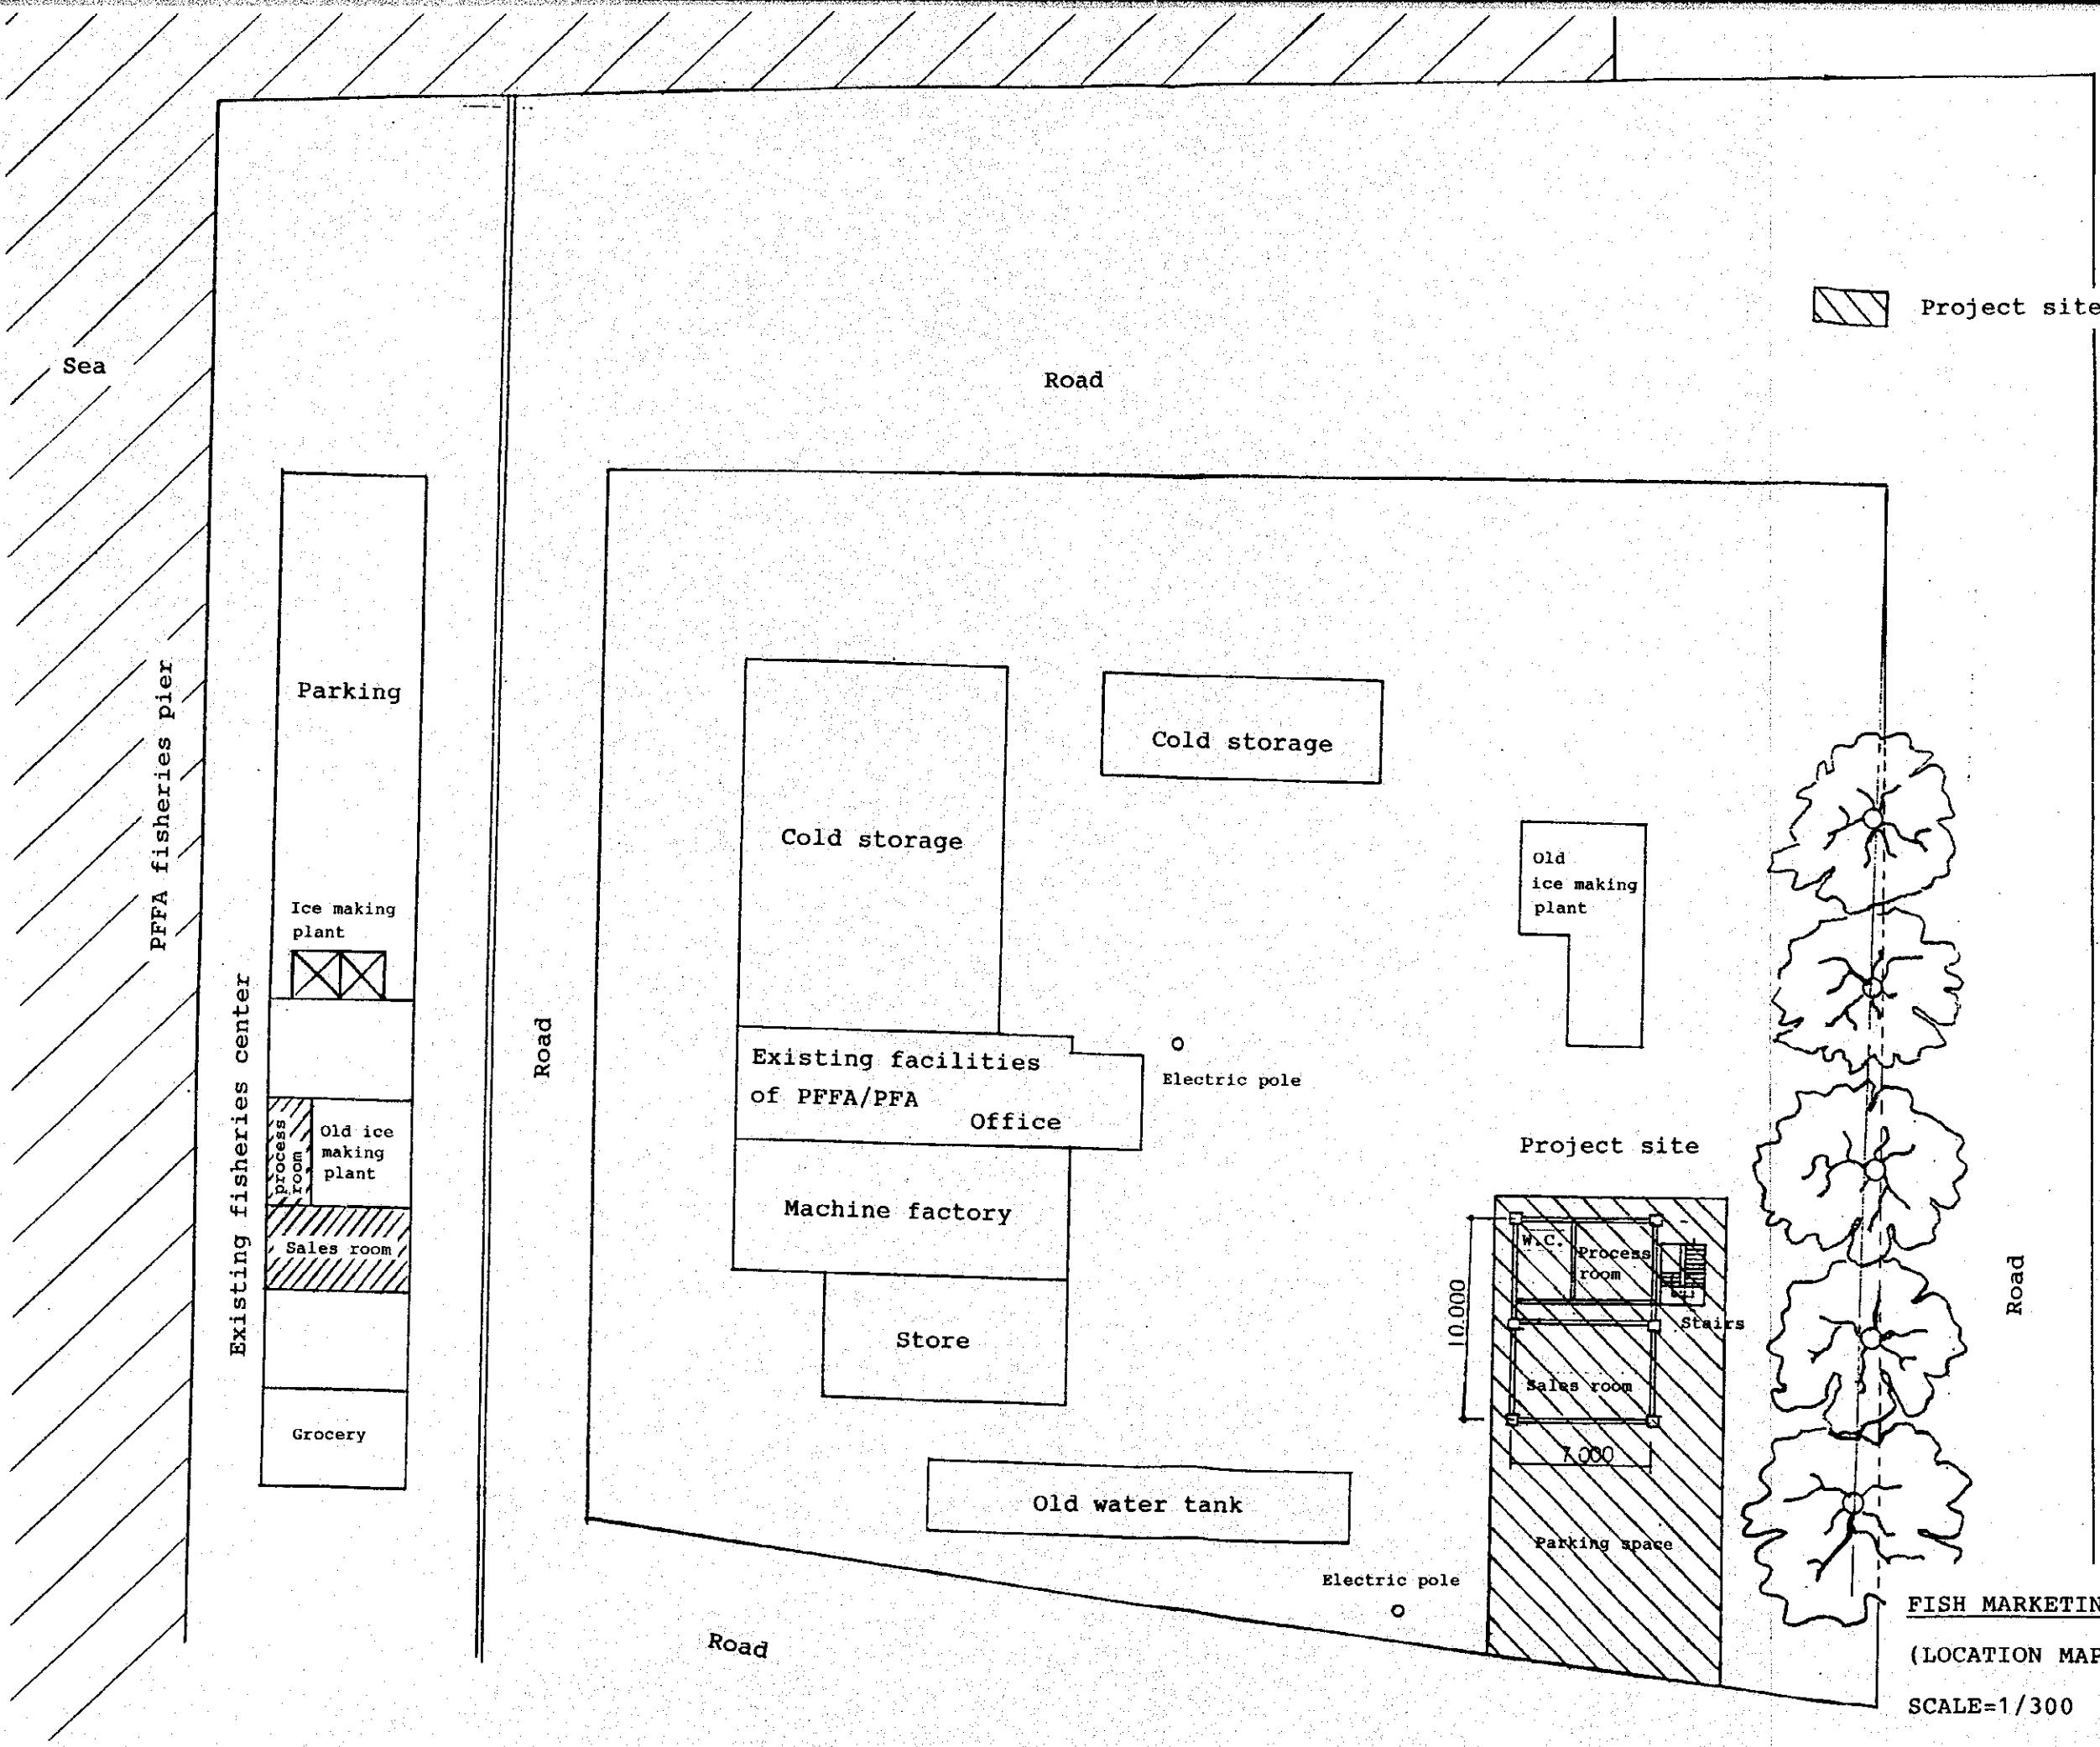 Project site
Sea
Road
PFFA fisheries pier
Parking
Cold storage
Cold storage
Old
ice making
plant
Ice making
plant
Existing fisheries center
Road
Existing facilities
of PFFA/PFA
Office
Electric pole
process
room
Old ice
making
plant
Project site
Machine factory
Sales room
W.C.
Process
room
Stairs
10.000
Road
Store
Sales room
Grocery
7.000
Old water tank
Parking space
Electric pole
Road
FISH MARKETIN
(LOCATION MAP
SCALE=1/300